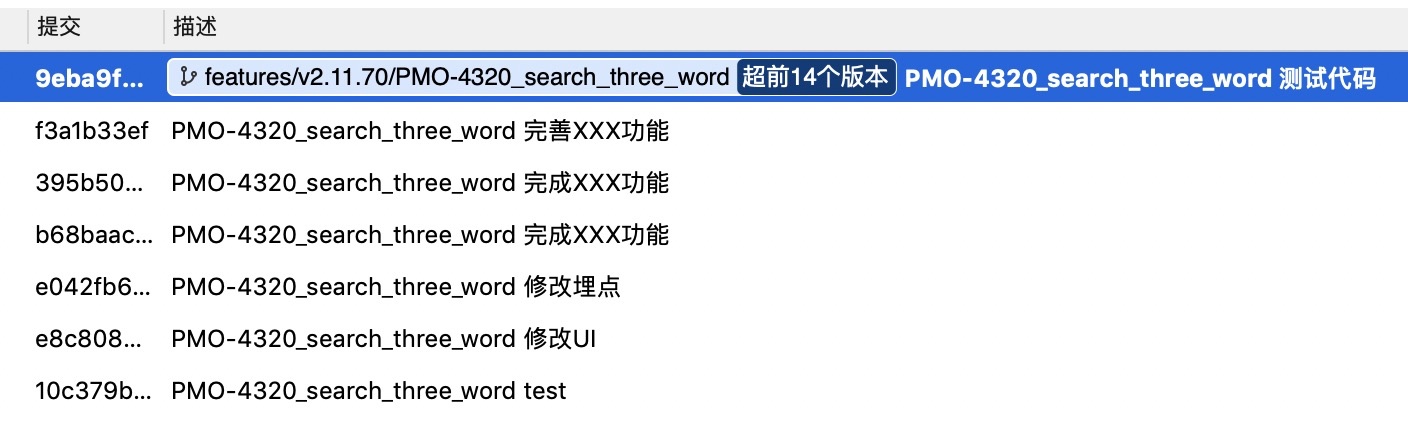 提交 描述
9eba9f... features/v2.11.70/PMO-4320_search_three_word 超前14个版本 PMO-4320_search_three_word 测试代码
f3a1b33ef PMO-4320_search_three_word 完善XXX功能
395b50... PMO-4320_search_three_word 完成XXX功能
b68baac... PMO-4320_search_three_word 完成XXX功能
e042fb6... PMO-4320_search_three_word 修改埋点
e8c808... PMO-4320_search_three_word 修改UI
10c379b... PMO-4320_search_three_word test